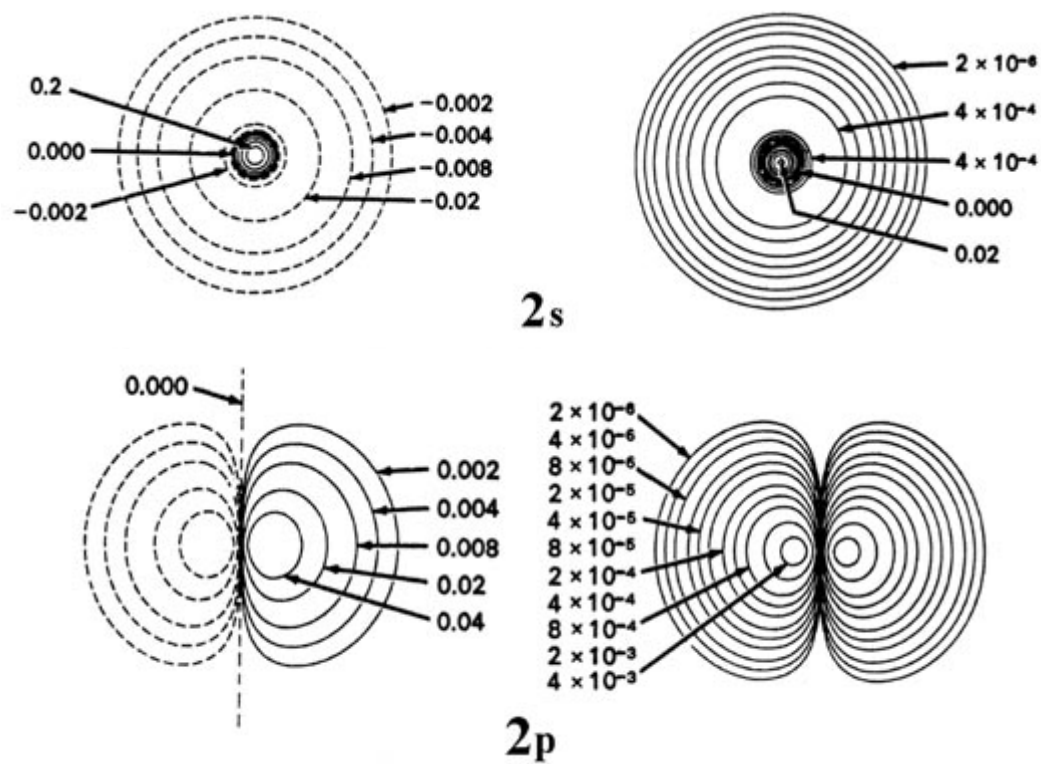 0.2
0.000
-0.002
-0.002
-0.004
-0.008
-0.02
2 × 10⁻⁶
4 × 10⁻⁴
4 × 10⁻⁴
0.000
0.02
2s
0.000
0.002
0.004
0.008
0.02
0.04
2 × 10⁻⁶
4 × 10⁻⁶
8 × 10⁻⁶
2 × 10⁻⁵
4 × 10⁻⁵
8 × 10⁻⁵
2 × 10⁻⁴
4 × 10⁻⁴
8 × 10⁻⁴
2 × 10⁻³
4 × 10⁻³
2p